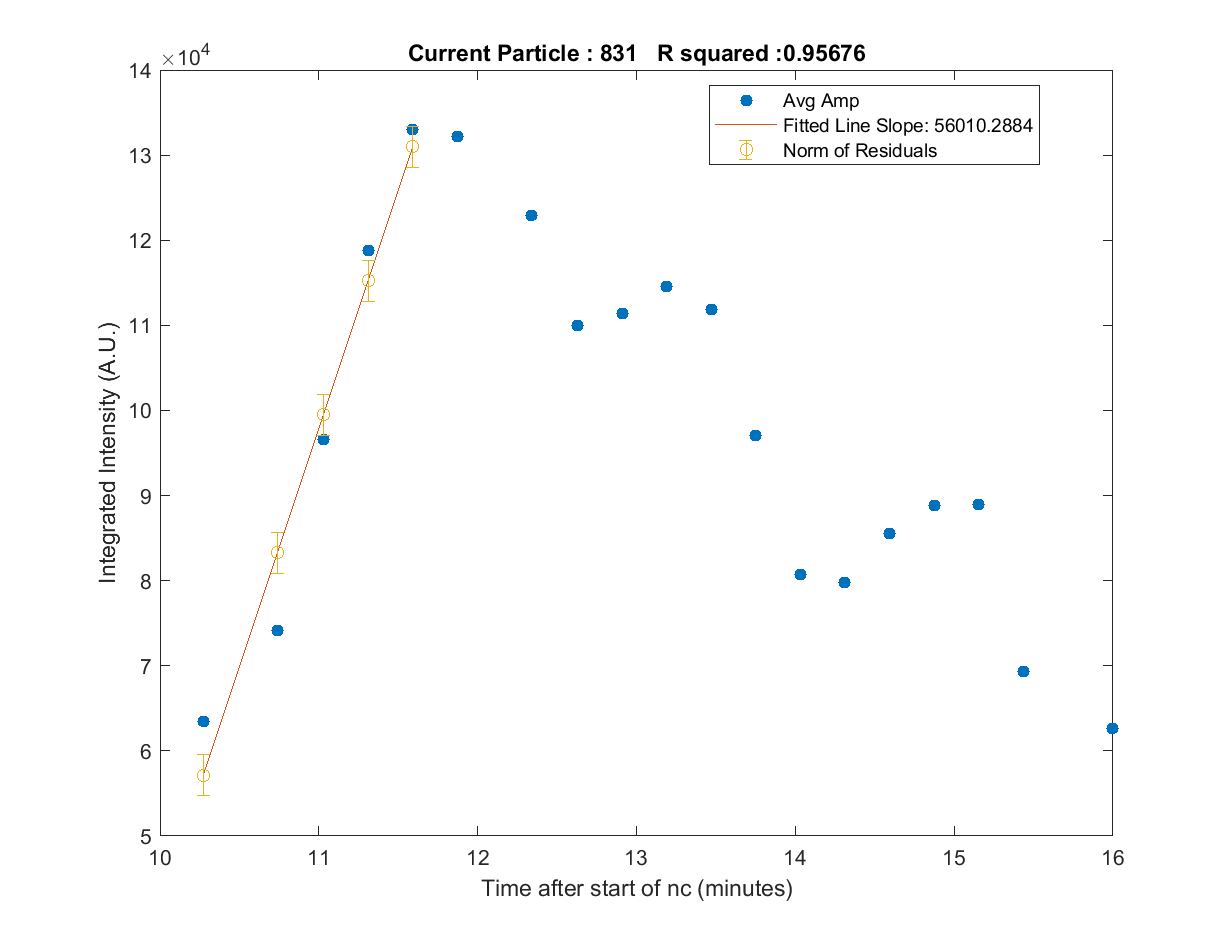 Current Particle : 831 R squared :0.95676
×10^4
14
13
12
11
10
9
8
7
6
5
Integrated Intensity (A.U.)
Avg Amp
Fitted Line Slope: 56010.2884
Norm of Residuals
10 11 12 13 14 15 16
Time after start of nc (minutes)